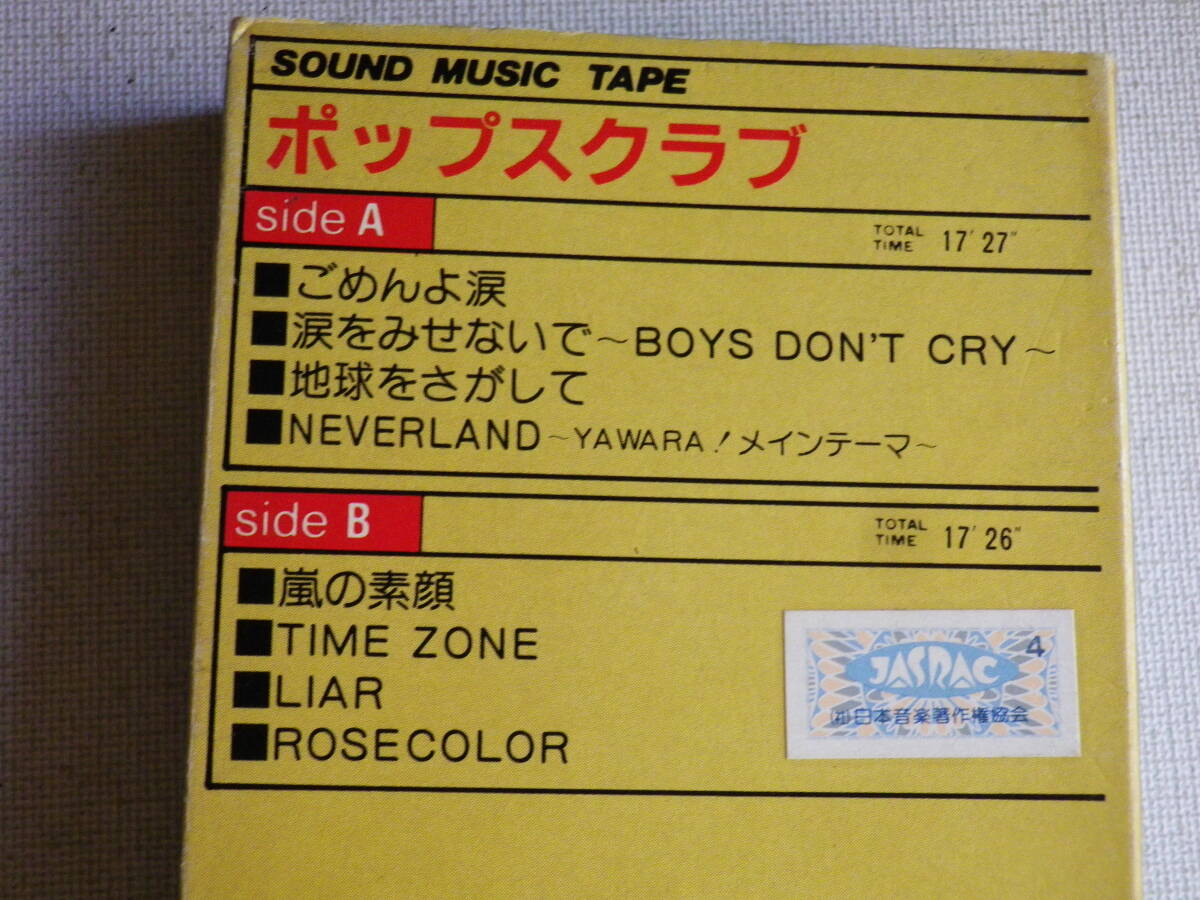 SOUND MUSIC TAPE
ポップスクラブ
side A
TOTAL TIME 17'27"
■ごめんよ涙
■涙をみせないで～BOYS DON'T CRY～
■地球をさがして
■NEVERLAND～YAWARA！メインテーマ～
side B
TOTAL TIME 17'26"
■嵐の素顔
■TIME ZONE
■LIAR
■ROSECOLOR
4
JASRAC
(社)日本音楽著作権協会